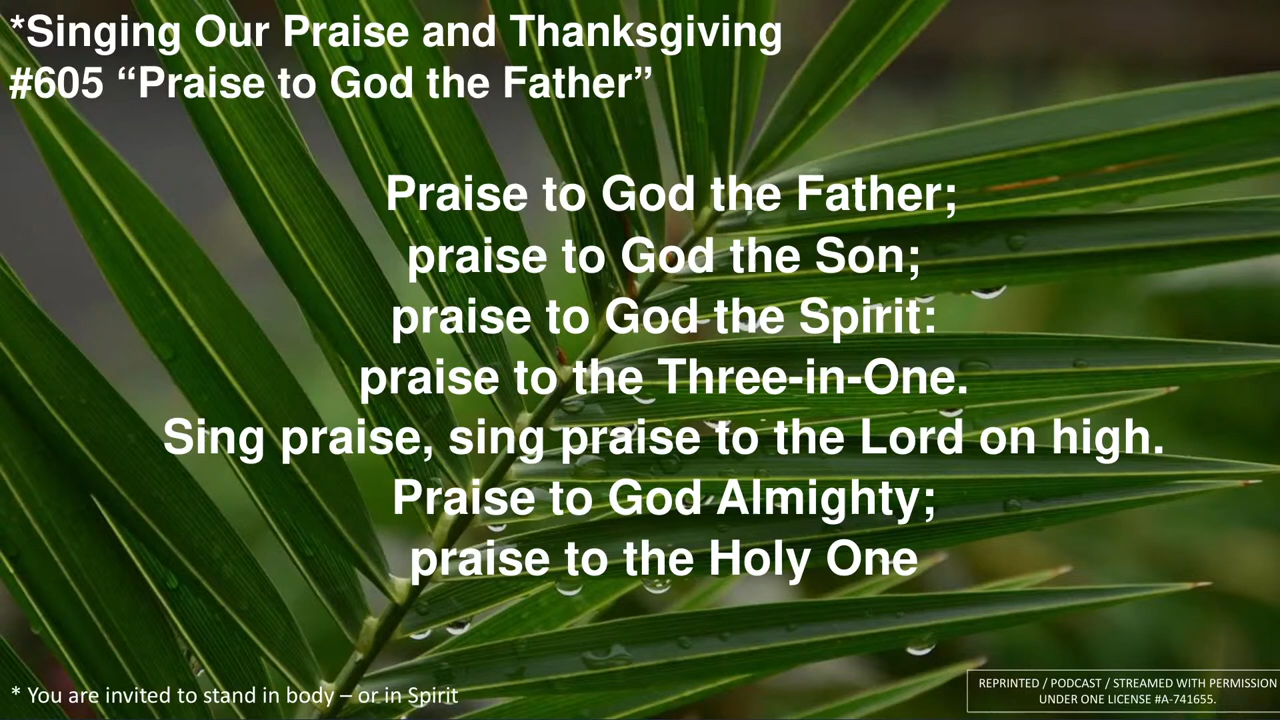 *Singing Our Praise and Thanksgiving
#605 “Praise to God the Father”
Praise to God the Father;
praise to God the Son;
praise to God the Spirit:
praise to the Three-in-One.
Sing praise, sing praise to the Lord on high.
Praise to God Almighty;
praise to the Holy One
* You are invited to stand in body – or in Spirit
REPRINTED / PODCAST / STREAMED WITH PERMISSION
UNDER ONE LICENSE #A-741655.